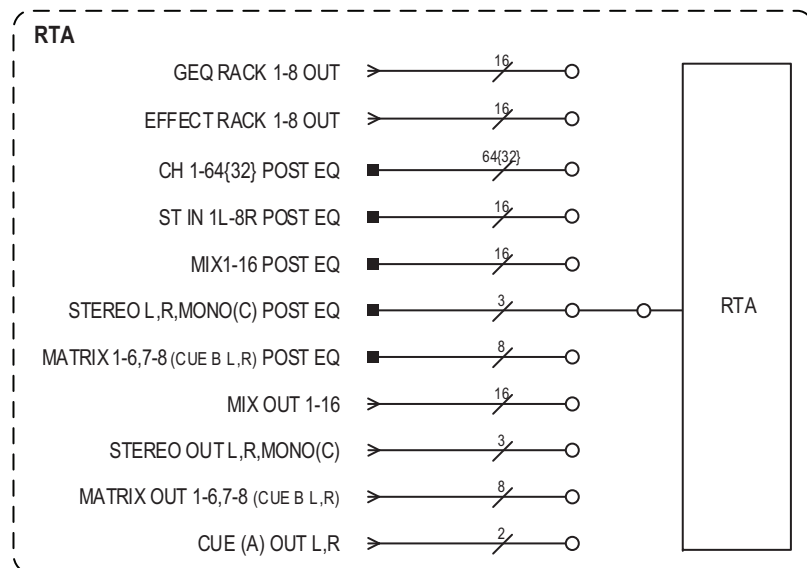 RTA
GEQ RACK 1-8 OUT 16
EFFECT RACK 1-8 OUT 16
CH 1-64{32} POST EQ 64{32}
ST IN 1L-8R POST EQ 16
MIX1-16 POST EQ 16
STEREO L,R,MONO(C) POST EQ 3 RTA
MATRIX 1-6,7-8 (CUE B L,R) POST EQ 8
MIX OUT 1-16 16
STEREO OUT L,R,MONO(C) 3
MATRIX OUT 1-6,7-8 (CUE B L,R) 8
CUE (A) OUT L,R 2